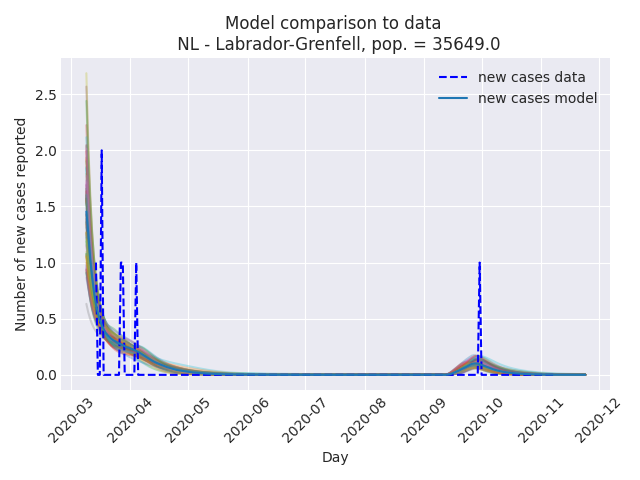 Model comparison to data
NL - Labrador-Grenfell, pop. = 35649.0
new cases data
new cases model
Number of new cases reported
2.5
2.0
1.5
1.0
0.5
0.0
2020-03
2020-04
2020-05
2020-06
2020-07
2020-08
2020-09
2020-10
2020-11
2020-12
Day